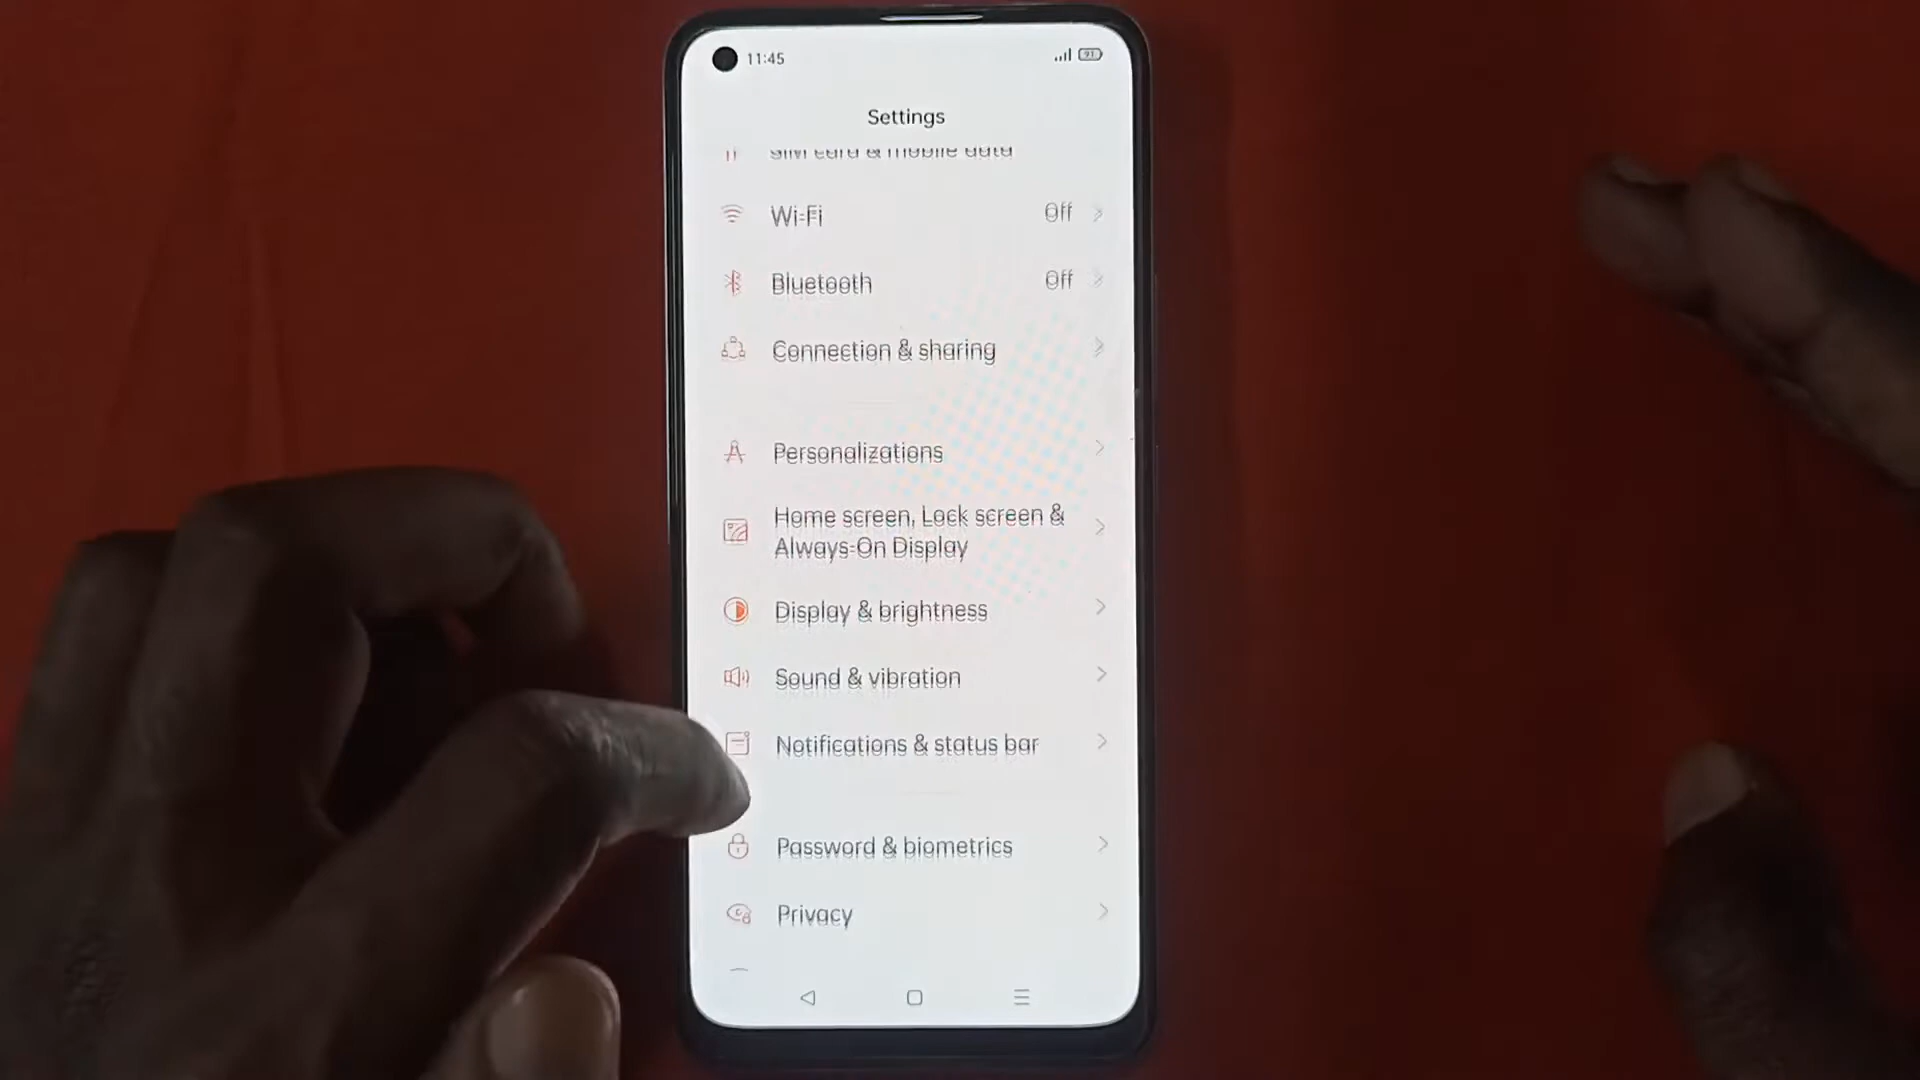 11:45
91
Settings
SIM card & mobile data
Wi-Fi Off
Bluetooth Off
Connection & sharing
Personalizations
Home screen, Lock screen &
Always-On Display
Display & brightness
Sound & vibration
Notifications & status bar
Password & biometrics
Privacy